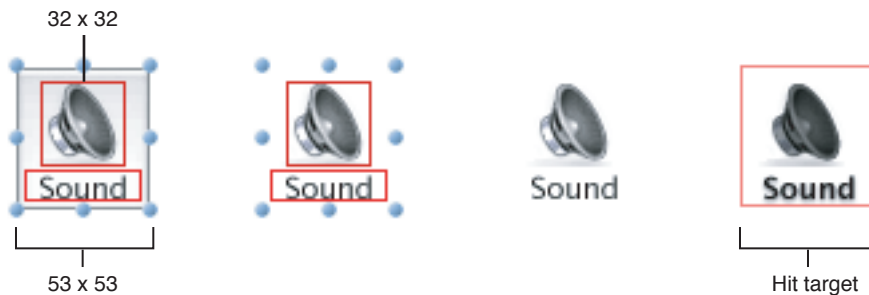 32 x 32
Sound
Sound
Sound
Sound
53 x 53
Hit target